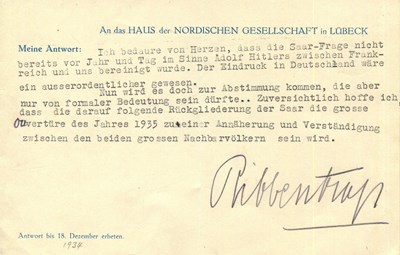 An das HAUS der NORDISCHEN GESELLSCHAFT in LÜBECK
Meine Antwort: Ich bedaure von Herzen, dass die Saar-Frage nicht
bereits vor Jahr und Tag im Sinne Adolf Hitlers zwischen Frank-
reich und uns bereinigt wurde. Der Eindruck in Deutschland wäre
ein ausserordentlicher gewesen.
Nun wird es doch zur Abstimmung kommen, die aber
nur von formaler Bedeutung sein dürfte.. Zuversichtlich hoffe ich
dass die darauf folgende Rückgliederung der Saar die grosse
Ouvertüre des Jahres 1935 zu einer Annäherung und Verständigung
zwischen den beiden grossen Nachbarvölkern sein wird.
Ribbentrop
Antwort bis 18. Dezember erbeten.
1934